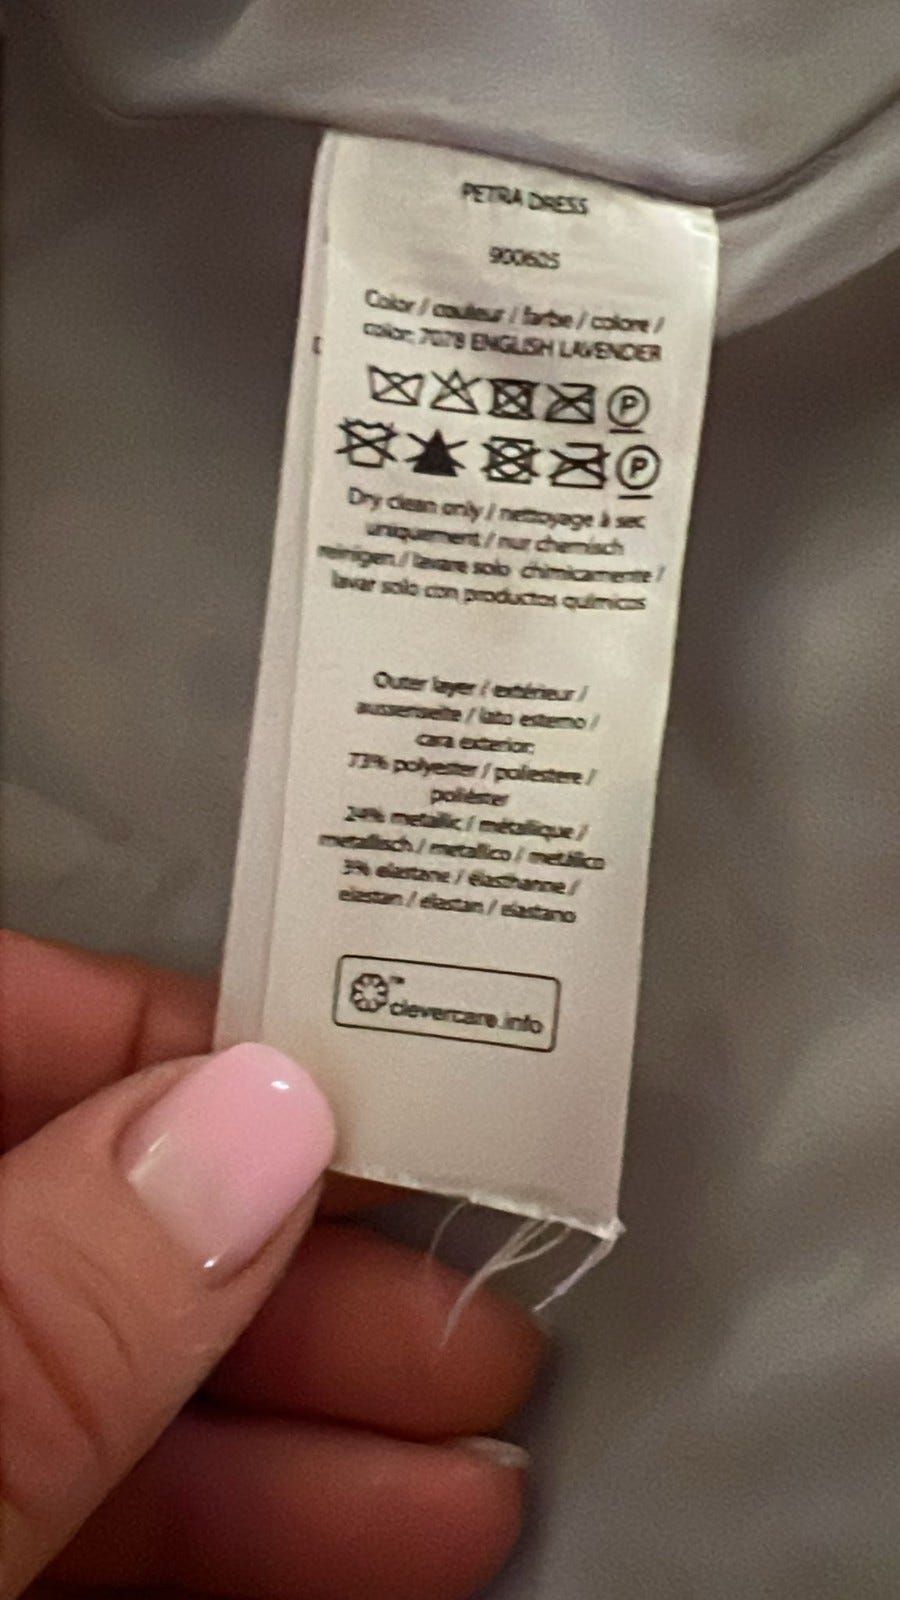 PETRA DRESS
900625
Color / couleur / farbe / colore /
color: 7078 ENGLISH LAVENDER
P
P
Dry clean only / nettoyage à sec
uniquement / nur chemisch
reinigen / lavare solo chimicamente /
lavar solo con productos quimicos
Outer layer / extérieur /
aussenseite / lato esterno /
cara exterior:
73% polyester / poliestere /
poliéster
24% metallic / métallique /
metallisch / metallico / metálico
3% elastane / élasthanne /
elastan / élastan / elastano
clevercare.info